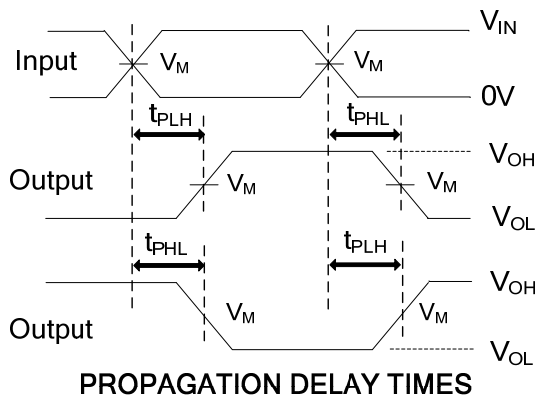 V_IN
Input V_M V_M
0V
t_PLH t_PHL
V_OH
Output V_M V_M
V_OL
t_PHL t_PLH
V_OH
V_M V_M
Output
V_OL
PROPAGATION DELAY TIMES